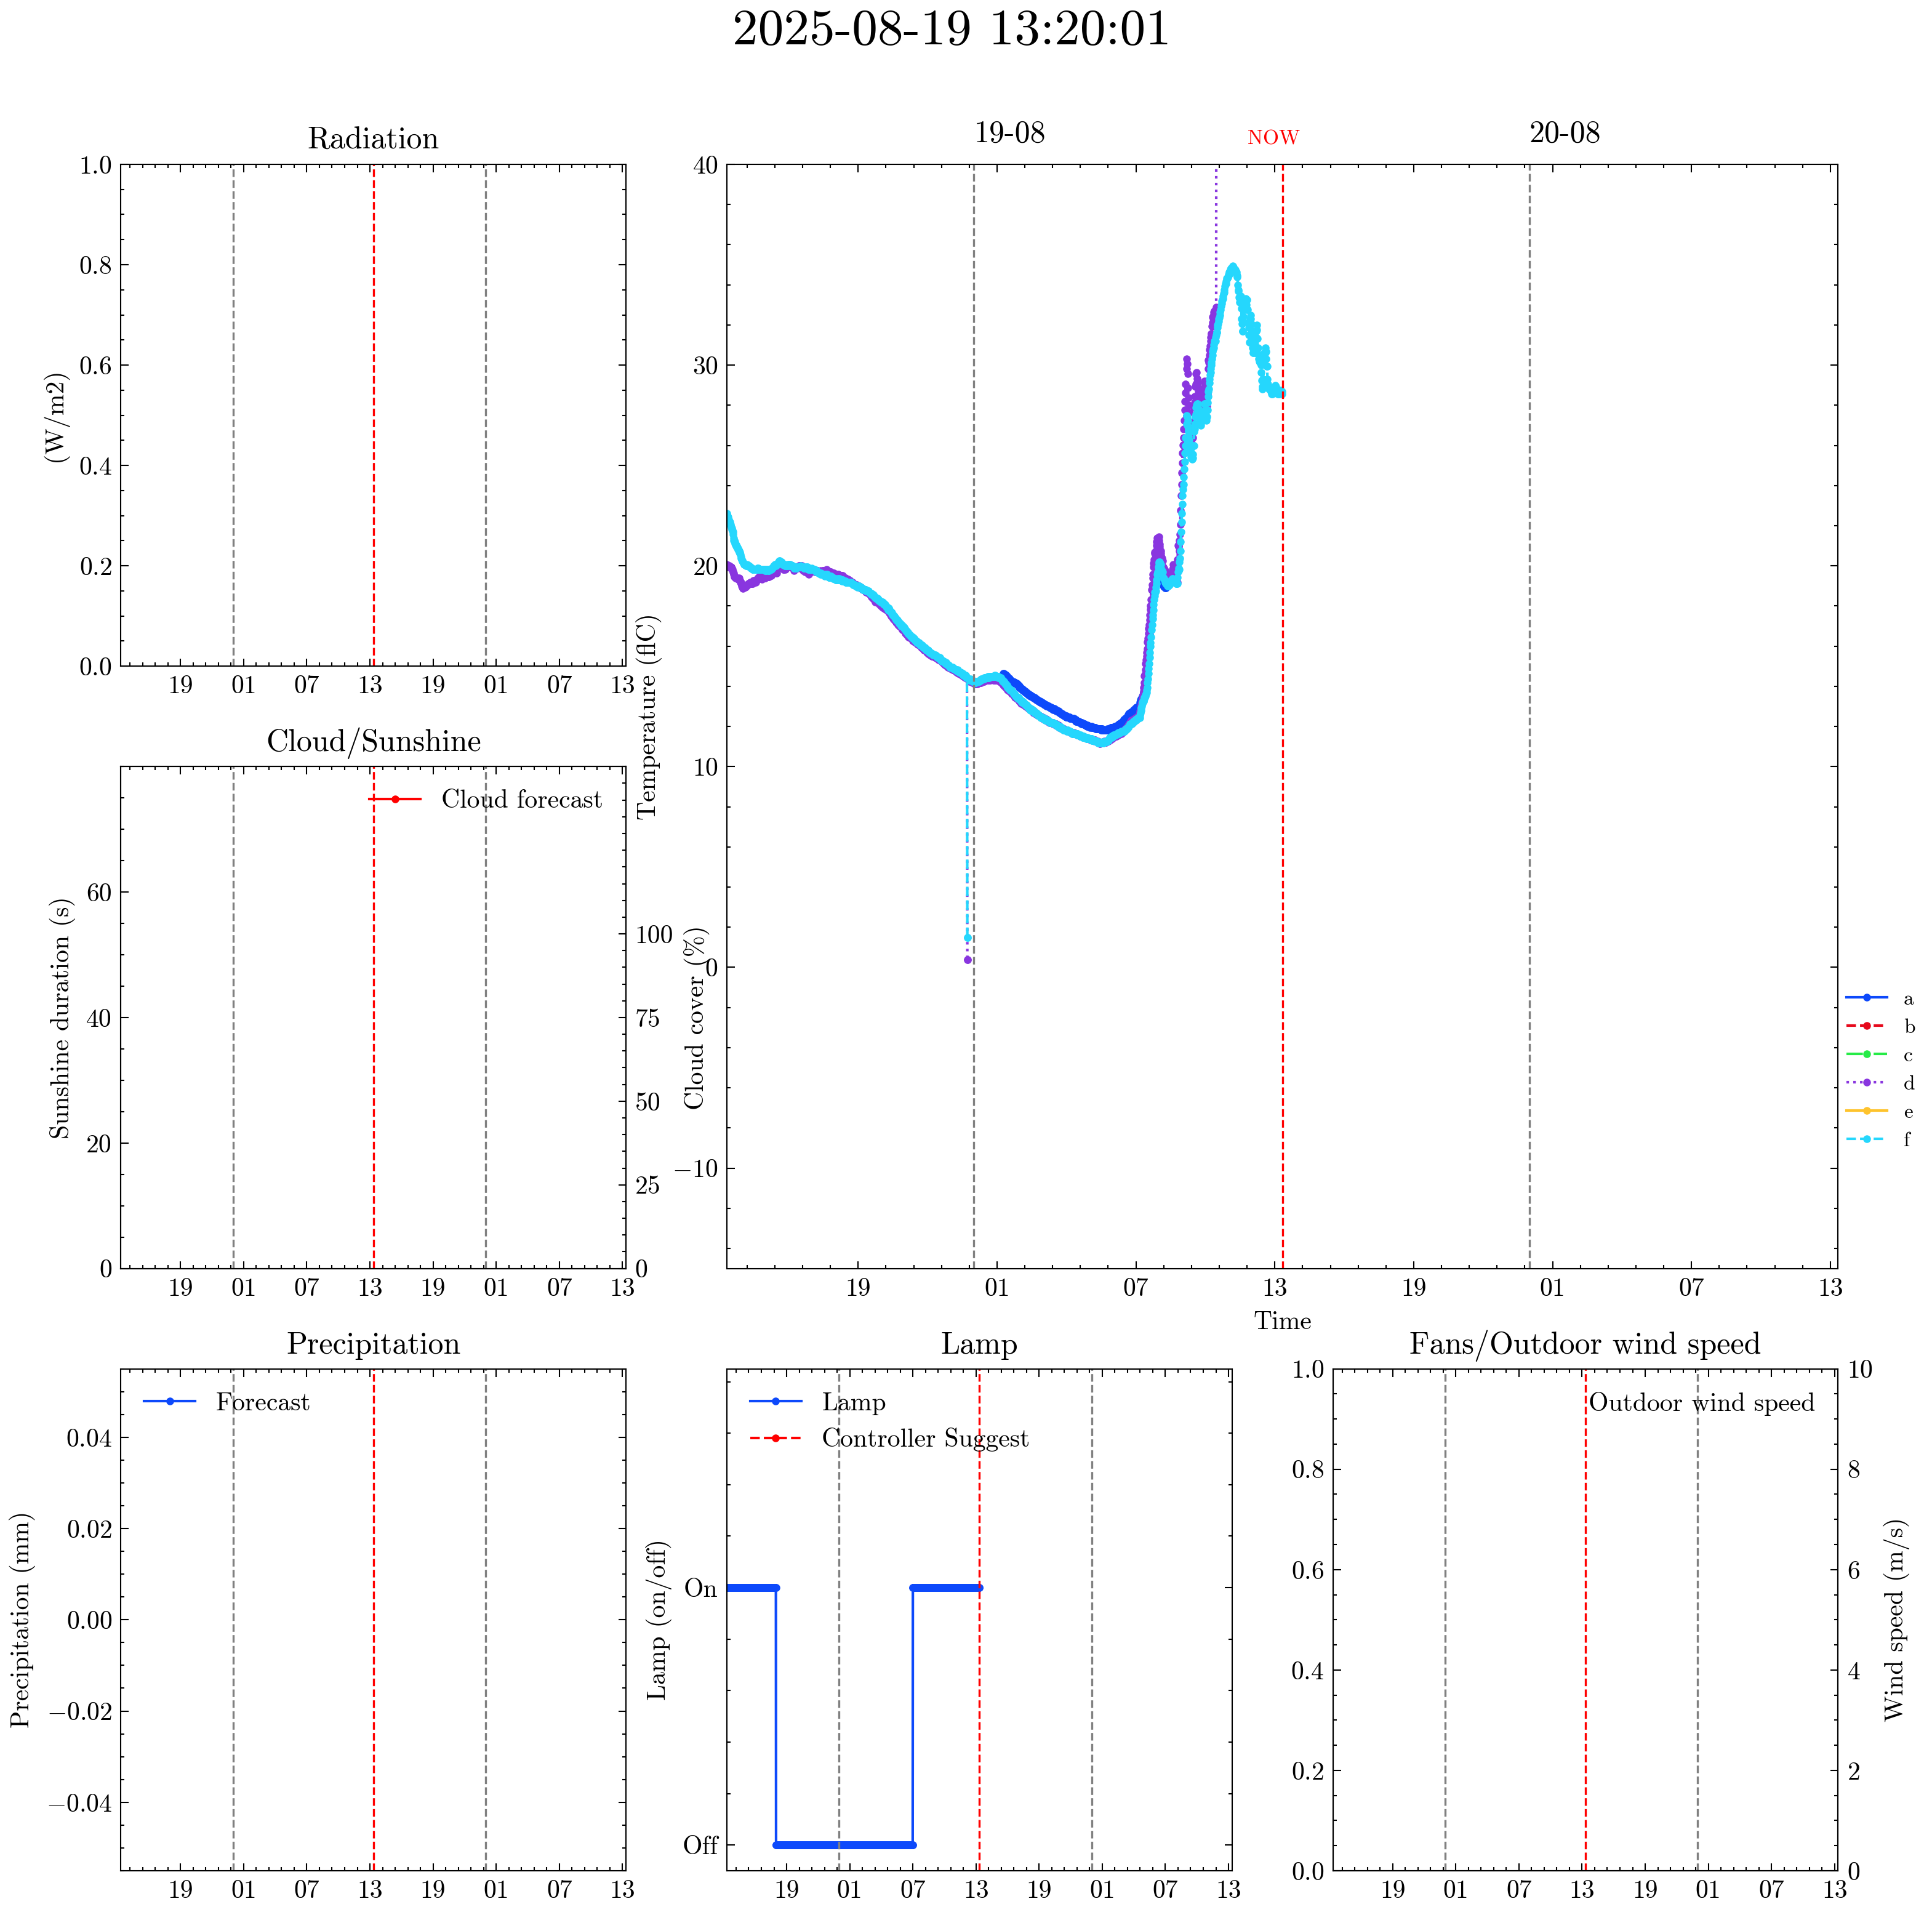 2025-08-19 13:20:01
Radiation
1.0
0.8
0.6
0.4
0.2
0.0
(W/m2)
19 01 07 13 19 01 07 13
19-08
NOW
20-08
40
30
20
10
0
−10
Temperature (flC)
19 01 07 13 19 01 07 13
Time
a
b
c
d
e
f
Cloud/Sunshine
Cloud forecast
60
40
20
0
Sunshine duration (s)
100
75
50
25
0
Cloud cover (%)
19 01 07 13 19 01 07 13
Precipitation
Forecast
0.04
0.02
0.00
−0.02
−0.04
Precipitation (mm)
19 01 07 13 19 01 07 13
Lamp
Lamp
Controller Suggest
On
Off
Lamp (on/off)
19 01 07 13 19 01 07 13
Fans/Outdoor wind speed
Outdoor wind speed
1.0
0.8
0.6
0.4
0.2
0.0
10
8
6
4
2
0
Wind speed (m/s)
19 01 07 13 19 01 07 13